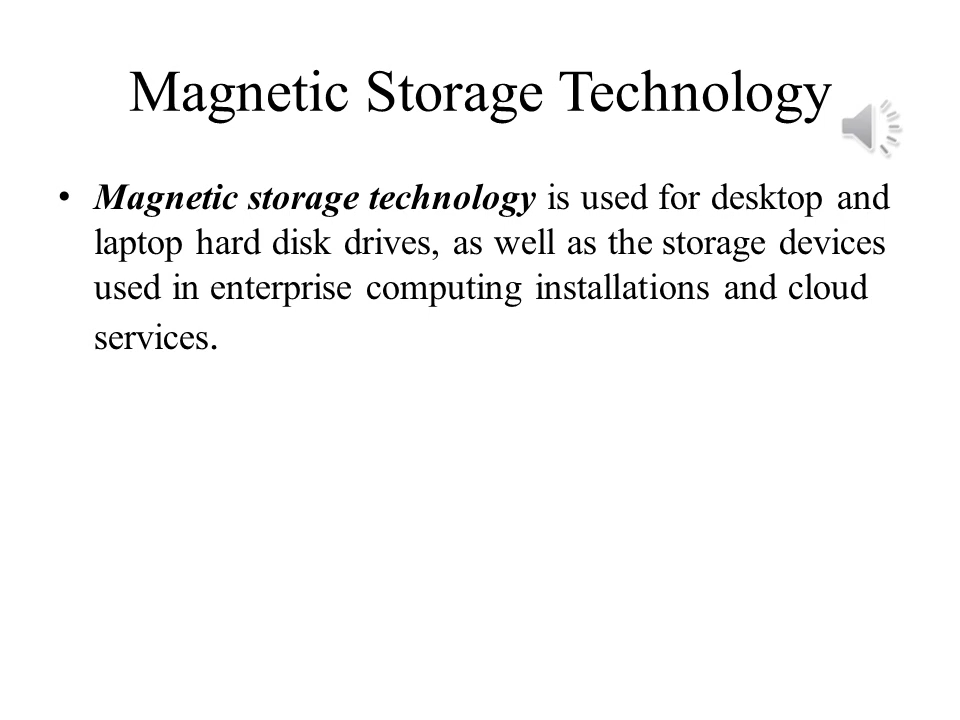 Magnetic Storage Technology
• Magnetic storage technology is used for desktop and
laptop hard disk drives, as well as the storage devices
used in enterprise computing installations and cloud
services.